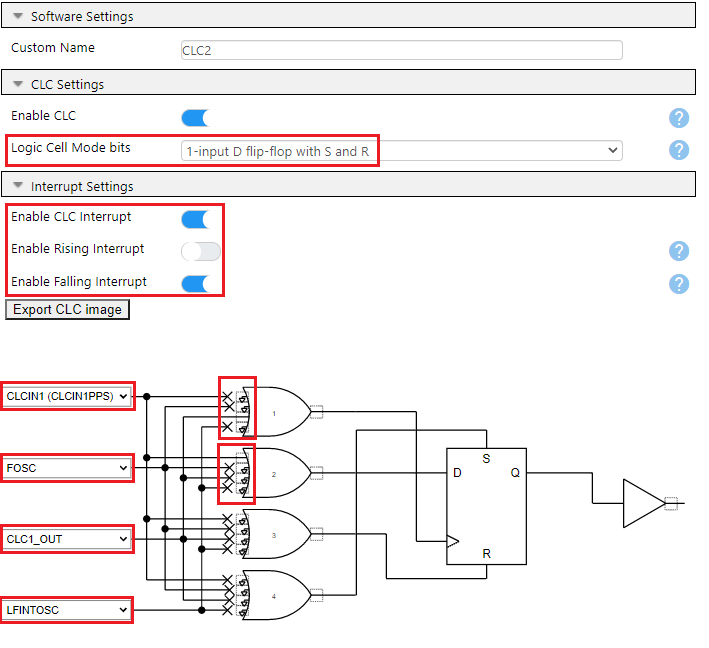 Software Settings
Custom Name
CLC2
CLC Settings
Enable CLC
?
Logic Cell Mode bits
1-input D flip-flop with S and R
?
Interrupt Settings
Enable CLC Interrupt
Enable Rising Interrupt
?
Enable Falling Interrupt
?
Export CLC image
CLCIN1 (CLCIN1PPS)
1
FOSC
2
S
D
Q
CLC1_OUT
3
R
LFINTOSC
4